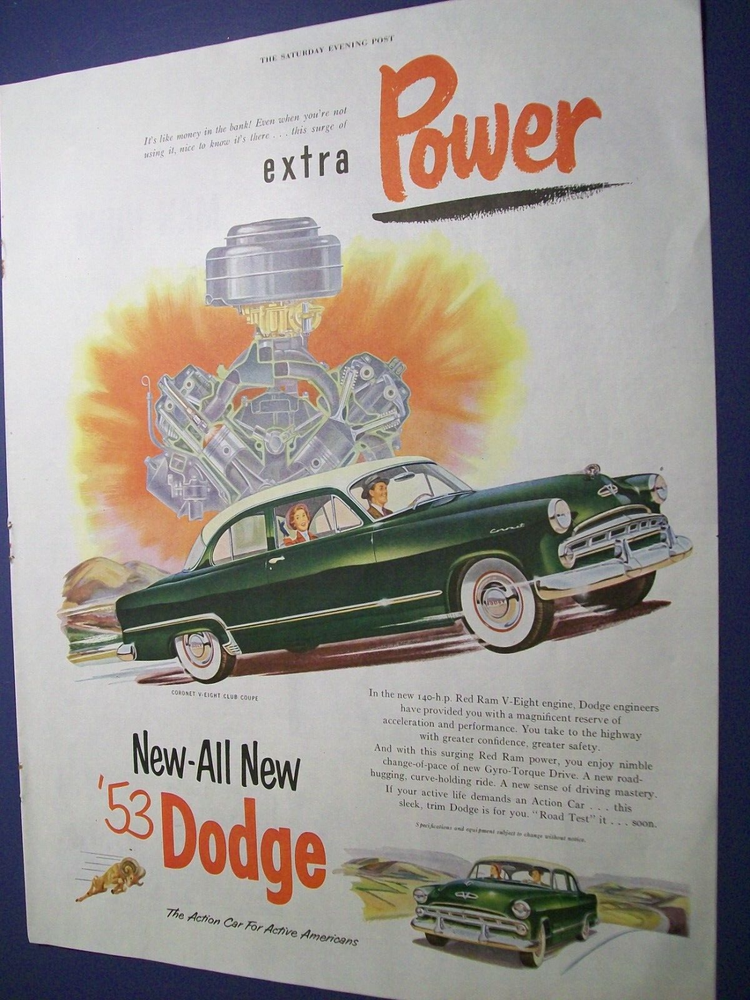 THE SATURDAY EVENING POST
It's like money in the bank! Even when you're not
using it, nice to know it's there . . . this surge of
extra Power
Coronet
CORONET V-EIGHT CLUB COUPE
In the new 140-h.p. Red Ram V-Eight engine, Dodge engineers
have provided you with a magnificent reserve of
acceleration and performance. You take to the highway
with greater confidence, greater safety.
And with this surging Red Ram power, you enjoy nimble
change-of-pace of new Gyro-Torque Drive. A new road-
hugging, curve-holding ride. A new sense of driving mastery.
If your active life demands an Action Car . . . this
sleek, trim Dodge is for you. "Road Test" it . . . soon.
Specifications and equipment subject to change without notice.
New-All New
'53 Dodge
The Action Car For Active Americans